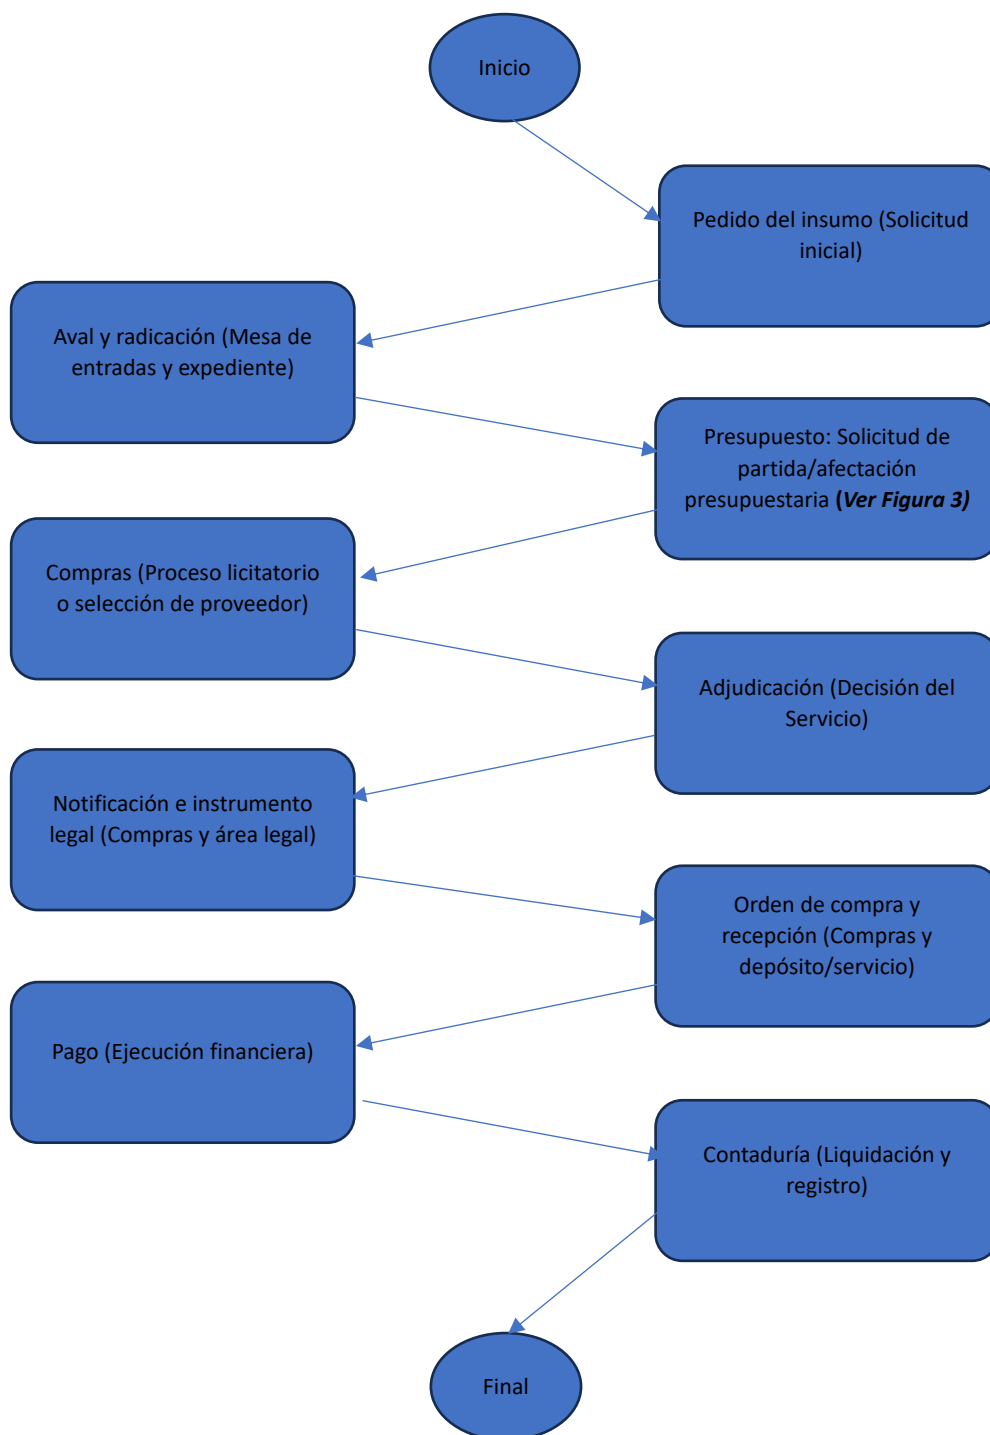 Inicio
Pedido del insumo (Solicitud
inicial)
Aval y radicación (Mesa de
entradas y expediente)
Presupuesto: Solicitud de
partida/afectación
presupuestaria (Ver Figura 3)
Compras (Proceso licitatorio
o selección de proveedor)
Adjudicación (Decisión del
Servicio)
Notificación e instrumento
legal (Compras y área legal)
Orden de compra y
recepción (Compras y
depósito/servicio)
Pago (Ejecución financiera)
Contaduría (Liquidación y
registro)
Final